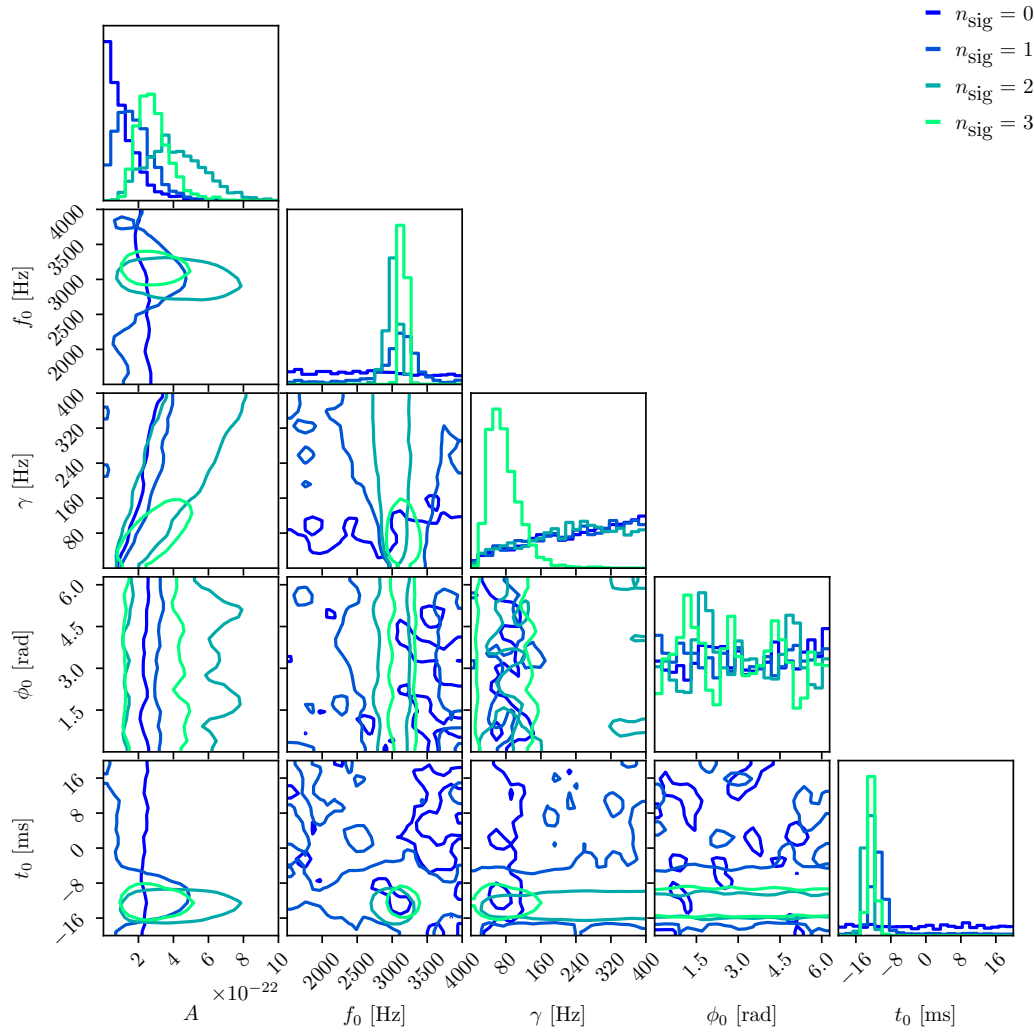 n_sig = 0
n_sig = 1
n_sig = 2
n_sig = 3
4000
3500
3000
2500
2000
f_0 [Hz]
400
320
240
160
80
γ [Hz]
6.0
4.5
3.0
1.5
ϕ_0 [rad]
16
8
0
−8
−16
t_0 [ms]
2 4 6 8 10
×10^−22
A
2000 2500 3000 3500 4000
f_0 [Hz]
80 160 240 320 400
γ [Hz]
1.5 3.0 4.5 6.0
ϕ_0 [rad]
−16 −8 0 8 16
t_0 [ms]